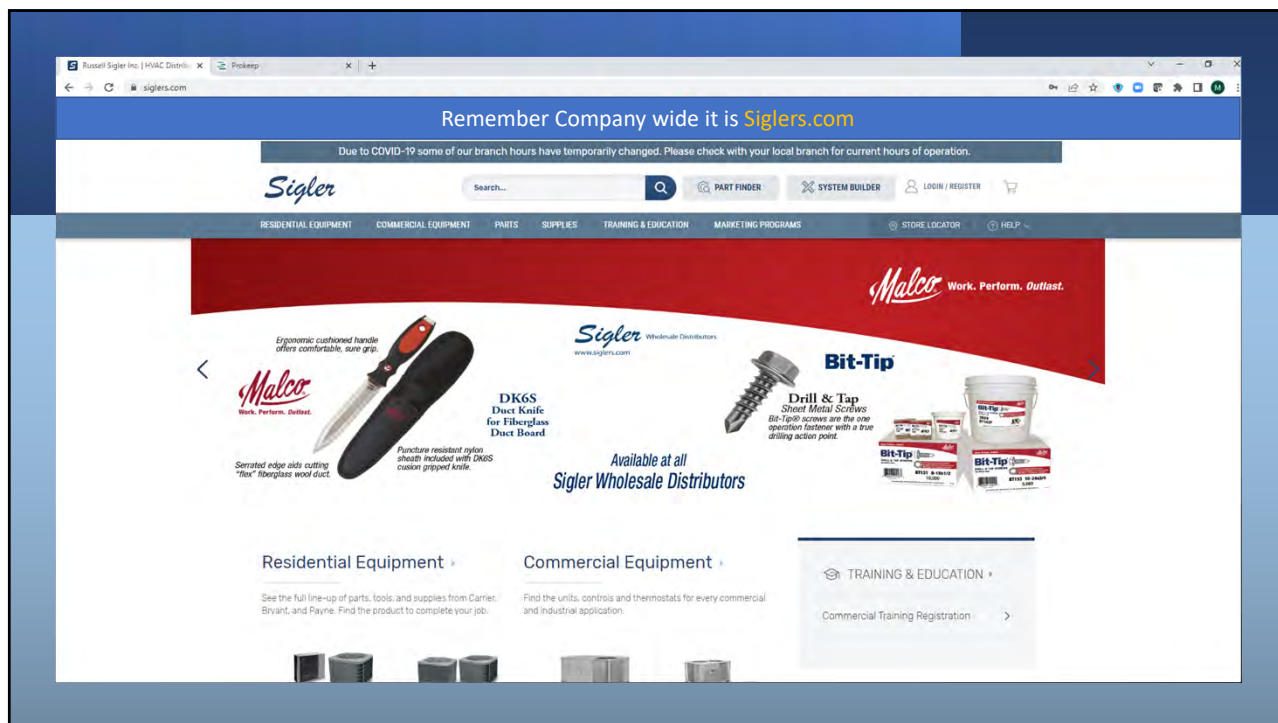 Russell Sigler Inc. | HVAC Distrib
Prokeep
siglers.com
M
Remember Company wide it is Siglers.com
Due to COVID-19 some of our branch hours have temporarily changed. Please check with your local branch for current hours of operation.
Sigler
Search...
PART FINDER
SYSTEM BUILDER
LOGIN / REGISTER
RESIDENTIAL EQUIPMENT
COMMERCIAL EQUIPMENT
PARTS
SUPPLIES
TRAINING & EDUCATION
MARKETING PROGRAMS
STORE LOCATOR
HELP
Malco Work. Perform. Outlast.
Ergonomic cushioned handle
offers comfortable, sure grip.
Malco
Work. Perform. Outlast.
Serrated edge aids cutting
"flex" fiberglass wool duct.
Puncture resistant nylon
sheath included with DK6S
cusion gripped knife.
DK6S
Duct Knife
for Fiberglass
Duct Board
Sigler Wholesale Distributors
www.siglers.com
Available at all
Sigler Wholesale Distributors
Bit-Tip
Drill & Tap
Sheet Metal Screws
Bit-Tip® screws are the one
operation fastener with a true
drilling action point.
Bit-Tip
Bit-Tip
Bit-Tip
Residential Equipment
See the full line-up of parts, tools, and supplies from Carrier,
Bryant, and Payne. Find the product to complete your job.
Commercial Equipment
Find the units, controls and thermostats for every commercial
and industrial application.
TRAINING & EDUCATION
Commercial Training Registration